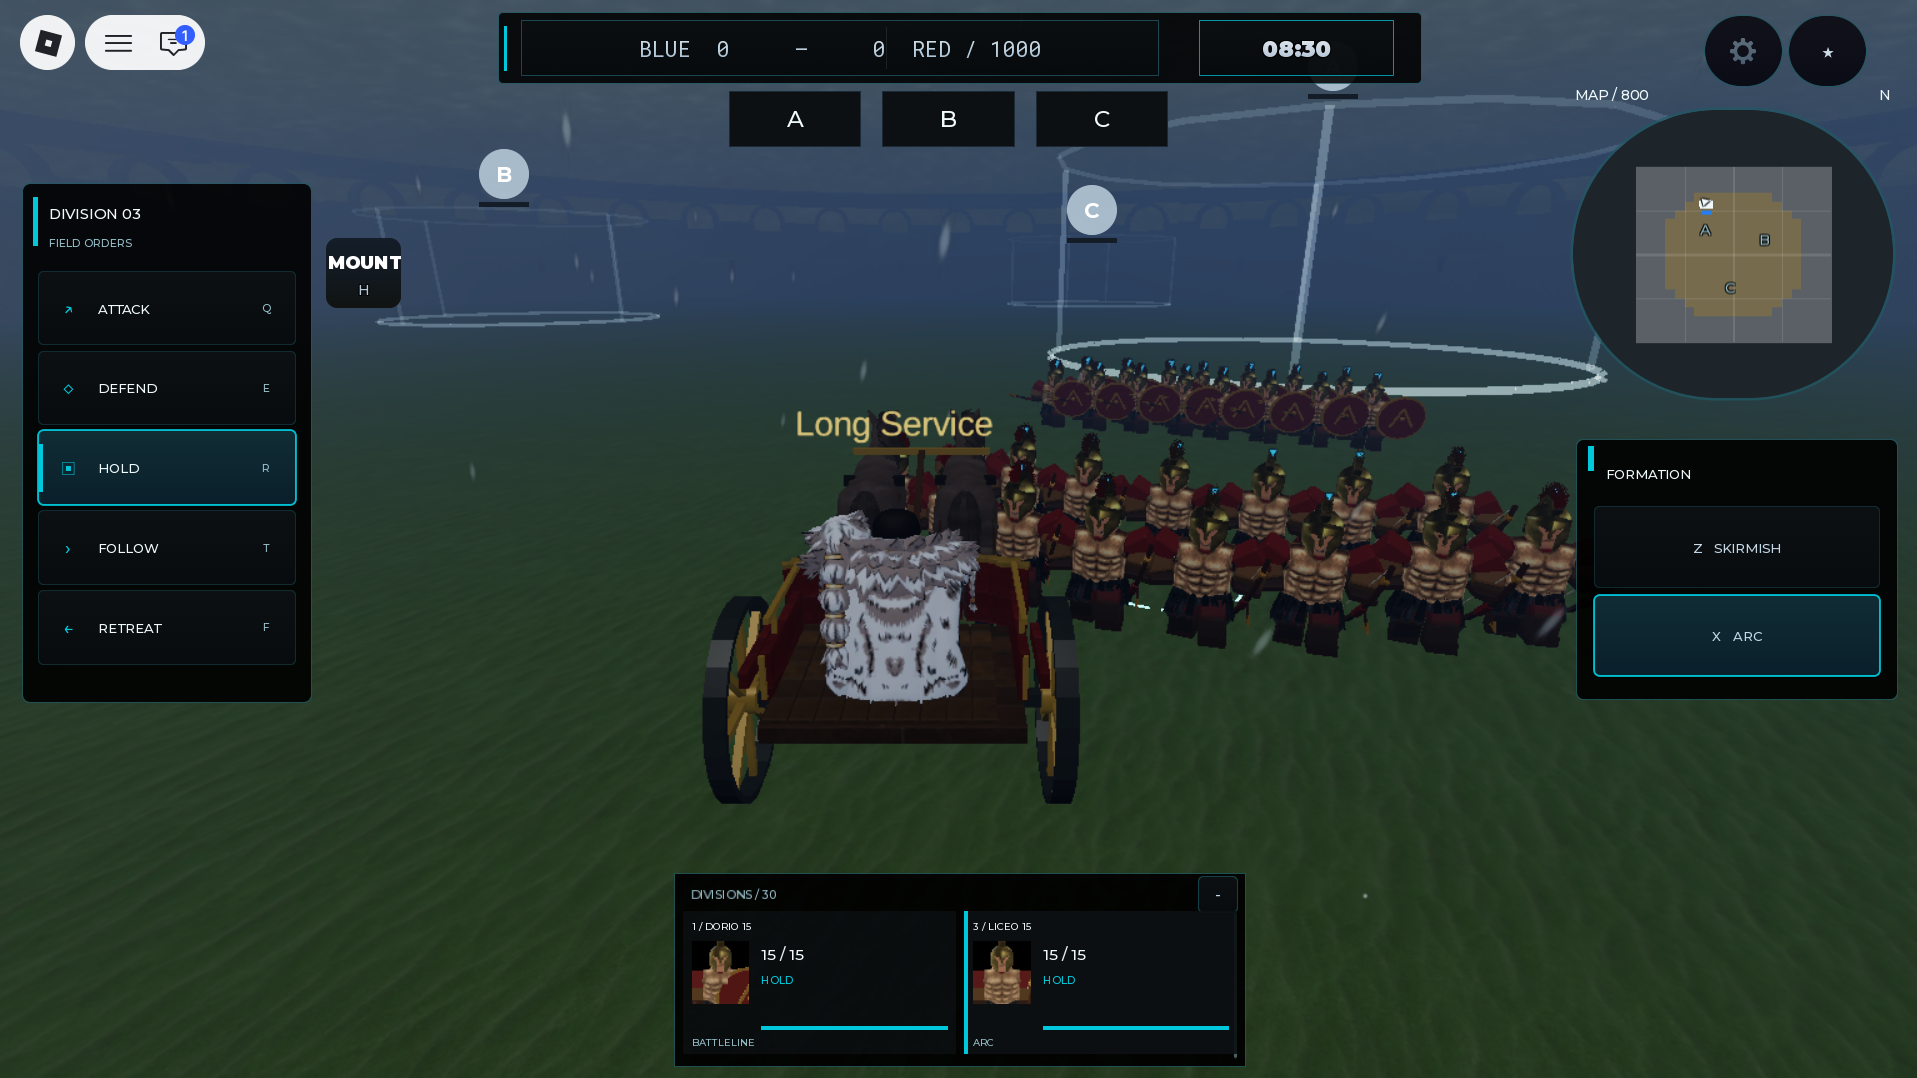 1
BLUE 0 – 0 RED / 1000
08:30
A
B
C
MAP / 800
N
B
C
A
B
C
DIVISION 03
FIELD ORDERS
ATTACK Q
DEFEND E
HOLD R
FOLLOW T
RETREAT F
MOUNT
H
Long Service
FORMATION
Z SKIRMISH
X ARC
DIVISIONS / 30
-
1 / DORIO 15
15 / 15
HOLD
BATTLELINE
3 / LICEO 15
15 / 15
HOLD
ARC